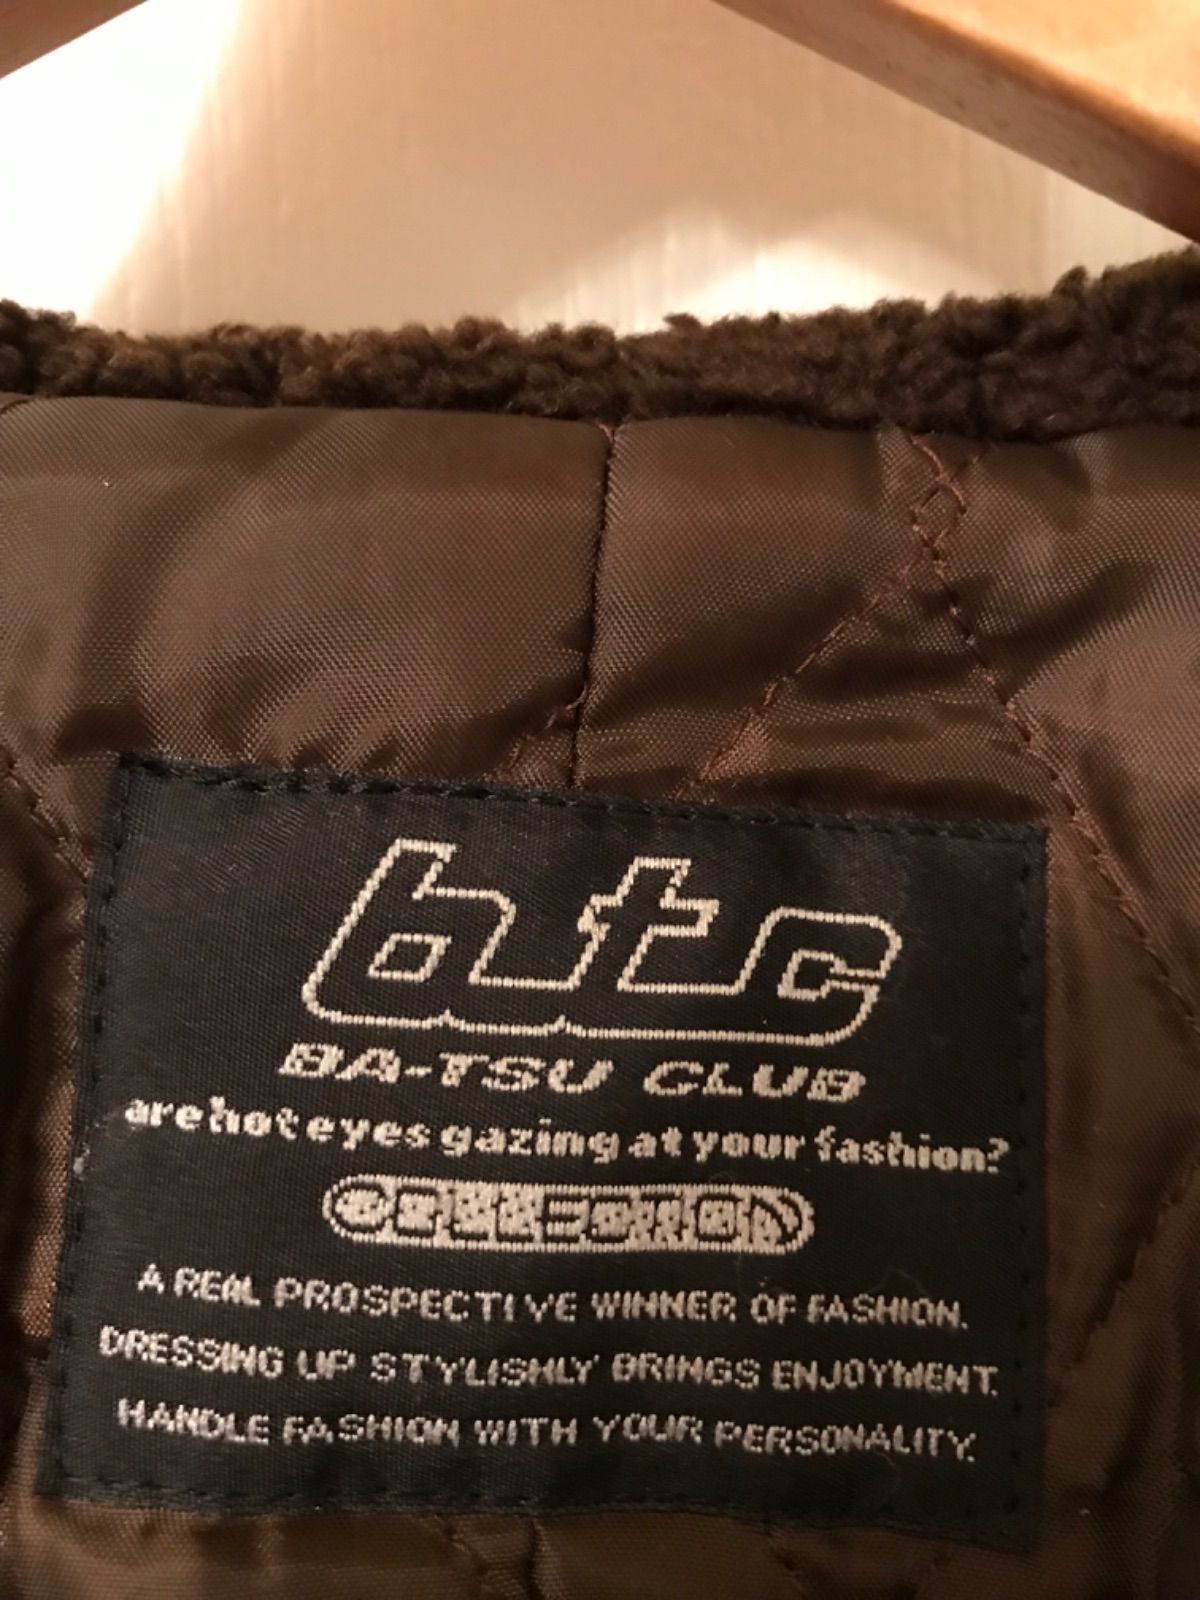 btc
BA-TSU CLUB
are hot eyes gazing at your fashion?
COLLECTION
A REAL PROSPECTIVE WINNER OF FASHION.
DRESSING UP STYLISHLY BRINGS ENJOYMENT.
HANDLE FASHION WITH YOUR PERSONALITY.